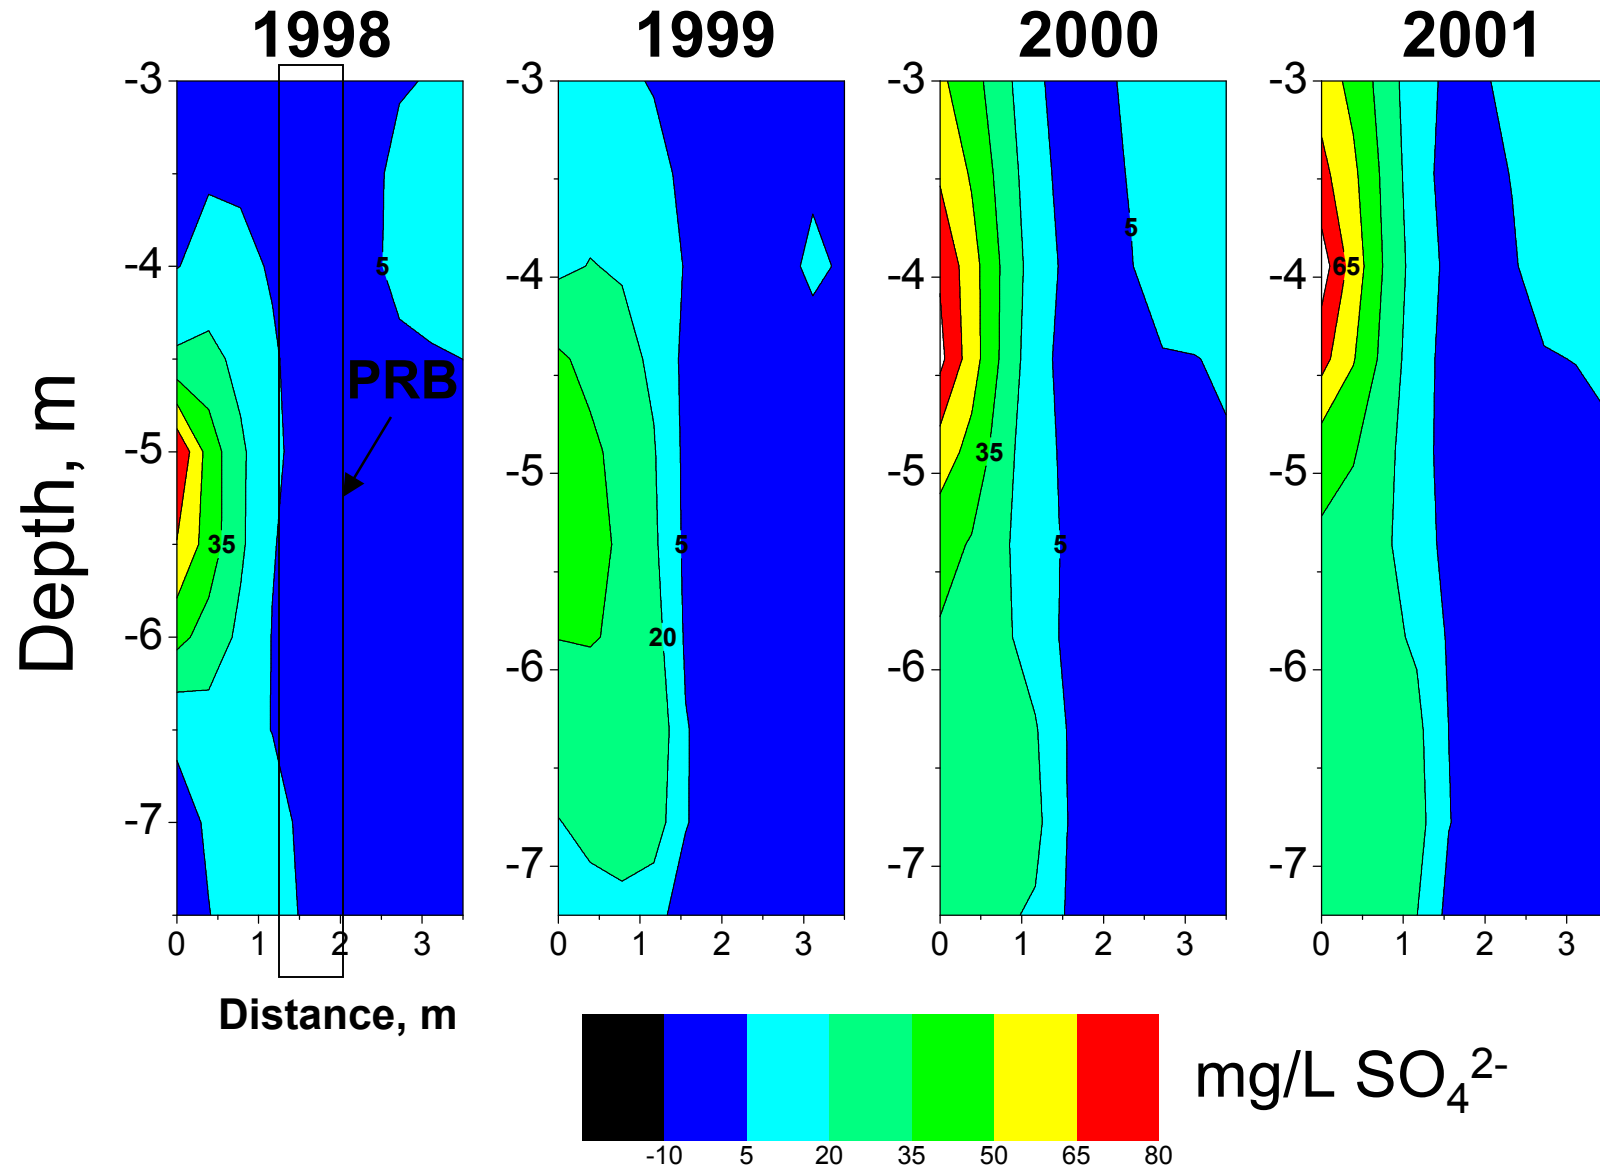 1998 1999 2000 2001
-3 -3 -3 -3
5
-4 -4 -4 -4
5 65
PRB
-5 -5 -5 -5
35
35 5 5
20
-6 -6 -6 -6
-7 -7 -7 -7
0 1 2 3 0 1 2 3 0 1 2 3 0 1 2 3
Depth, m
Distance, m
mg/L SO₄²⁻
-10 5 20 35 50 65 80